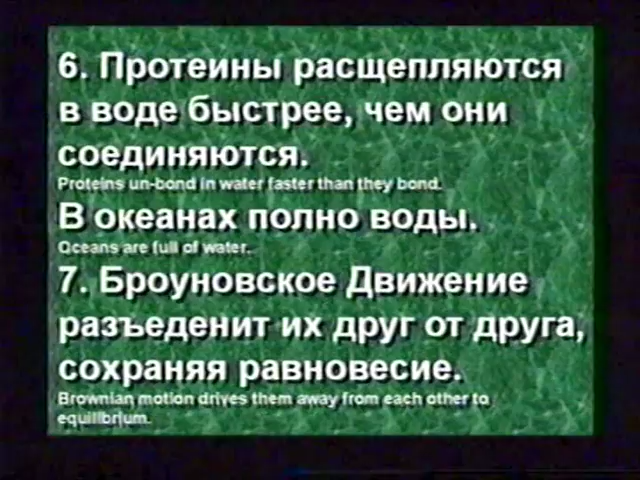 6. Протеины расщепляются
в воде быстрее, чем они
соединяются.
Proteins un-bond in water faster than they bond.
В океанах полно воды.
Oceans are full of water.
7. Броуновское Движение
разъеденит их друг от друга,
сохраняя равновесие.
Brownian motion drives them away from each other to
equilibrium.